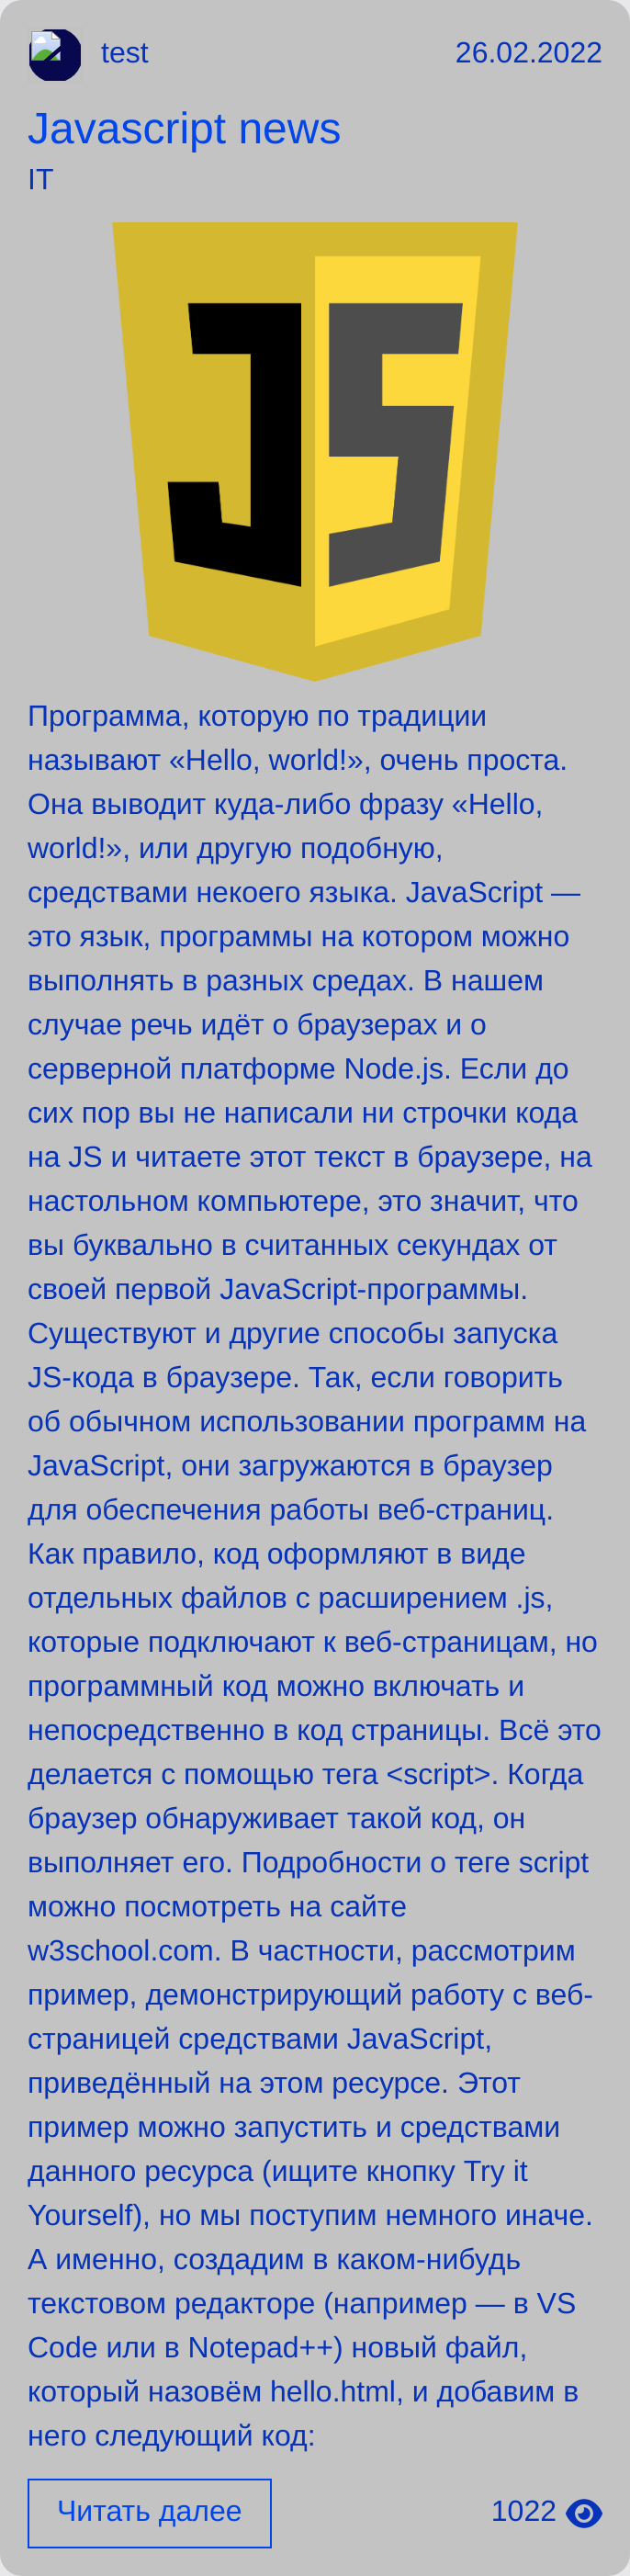 test 26.02.2022
Javascript news
IT
JS
Программа, которую по традиции
называют «Hello, world!», очень проста.
Она выводит куда-либо фразу «Hello,
world!», или другую подобную,
средствами некоего языка. JavaScript —
это язык, программы на котором можно
выполнять в разных средах. В нашем
случае речь идёт о браузерах и о
серверной платформе Node.js. Если до
сих пор вы не написали ни строчки кода
на JS и читаете этот текст в браузере, на
настольном компьютере, это значит, что
вы буквально в считанных секундах от
своей первой JavaScript-программы.
Существуют и другие способы запуска
JS-кода в браузере. Так, если говорить
об обычном использовании программ на
JavaScript, они загружаются в браузер
для обеспечения работы веб-страниц.
Как правило, код оформляют в виде
отдельных файлов с расширением .js,
которые подключают к веб-страницам, но
программный код можно включать и
непосредственно в код страницы. Всё это
делается с помощью тега <script>. Когда
браузер обнаруживает такой код, он
выполняет его. Подробности о теге script
можно посмотреть на сайте
w3school.com. В частности, рассмотрим
пример, демонстрирующий работу с веб-
страницей средствами JavaScript,
приведённый на этом ресурсе. Этот
пример можно запустить и средствами
данного ресурса (ищите кнопку Try it
Yourself), но мы поступим немного иначе.
А именно, создадим в каком-нибудь
текстовом редакторе (например — в VS
Code или в Notepad++) новый файл,
который назовём hello.html, и добавим в
него следующий код:
Читать далее 1022